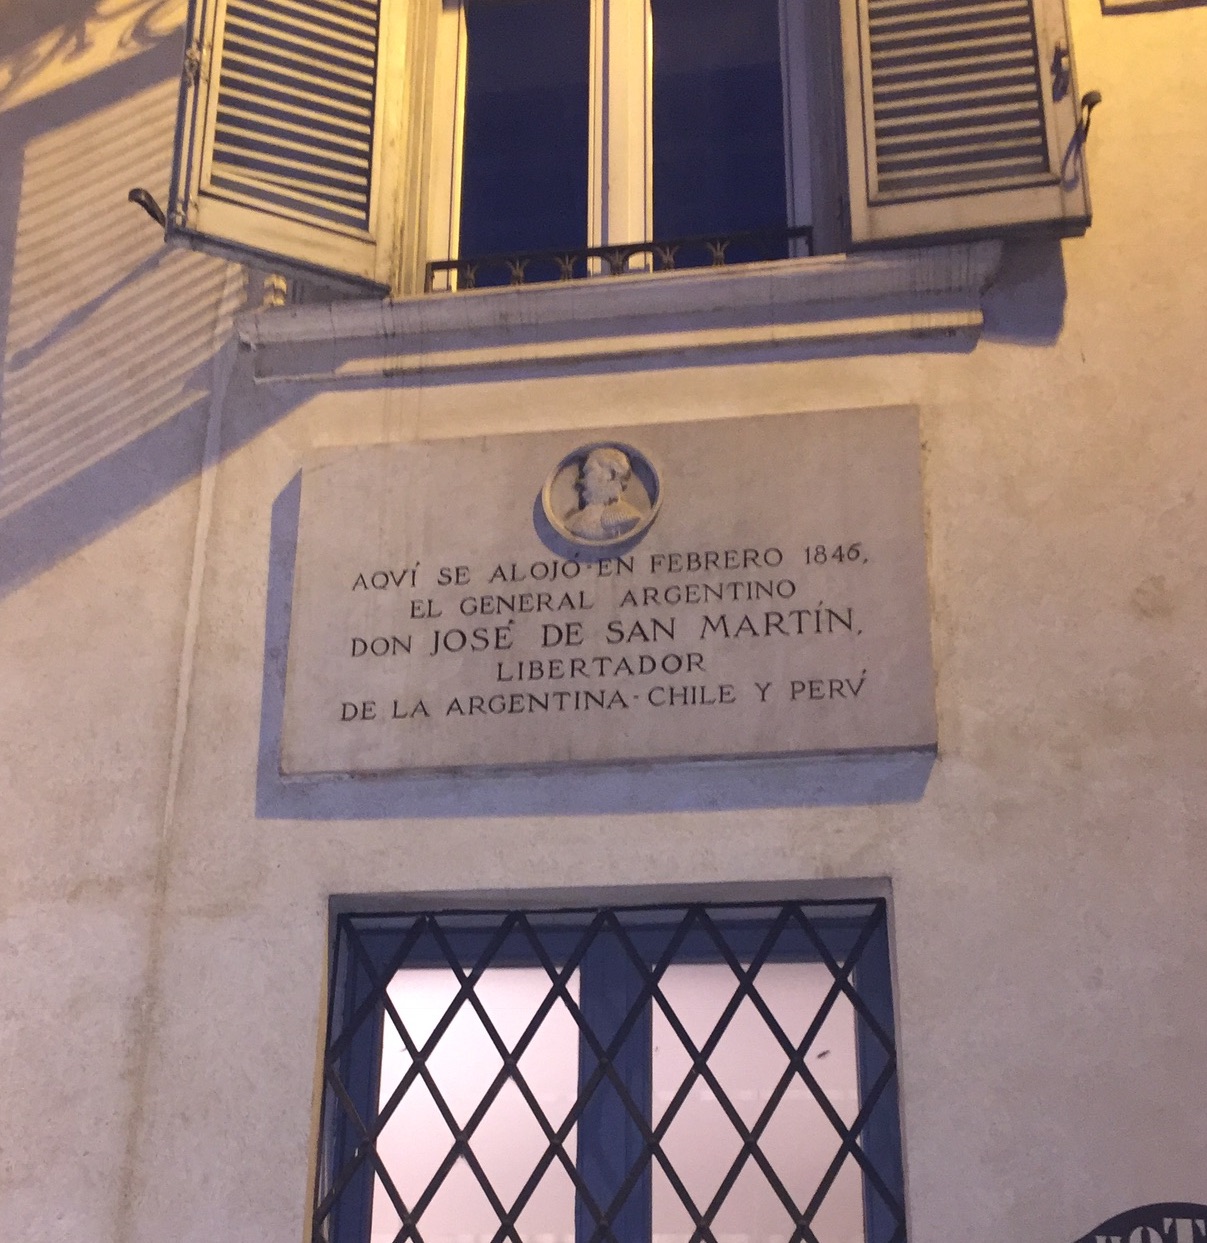 AQVÍ SE ALOJÓ·EN FEBRERO 1846,
EL GENERAL ARGENTINO
DON JOSÉ DE SAN MARTÍN,
LIBERTADOR
DE LA ARGENTINA·CHILE Y PERV́